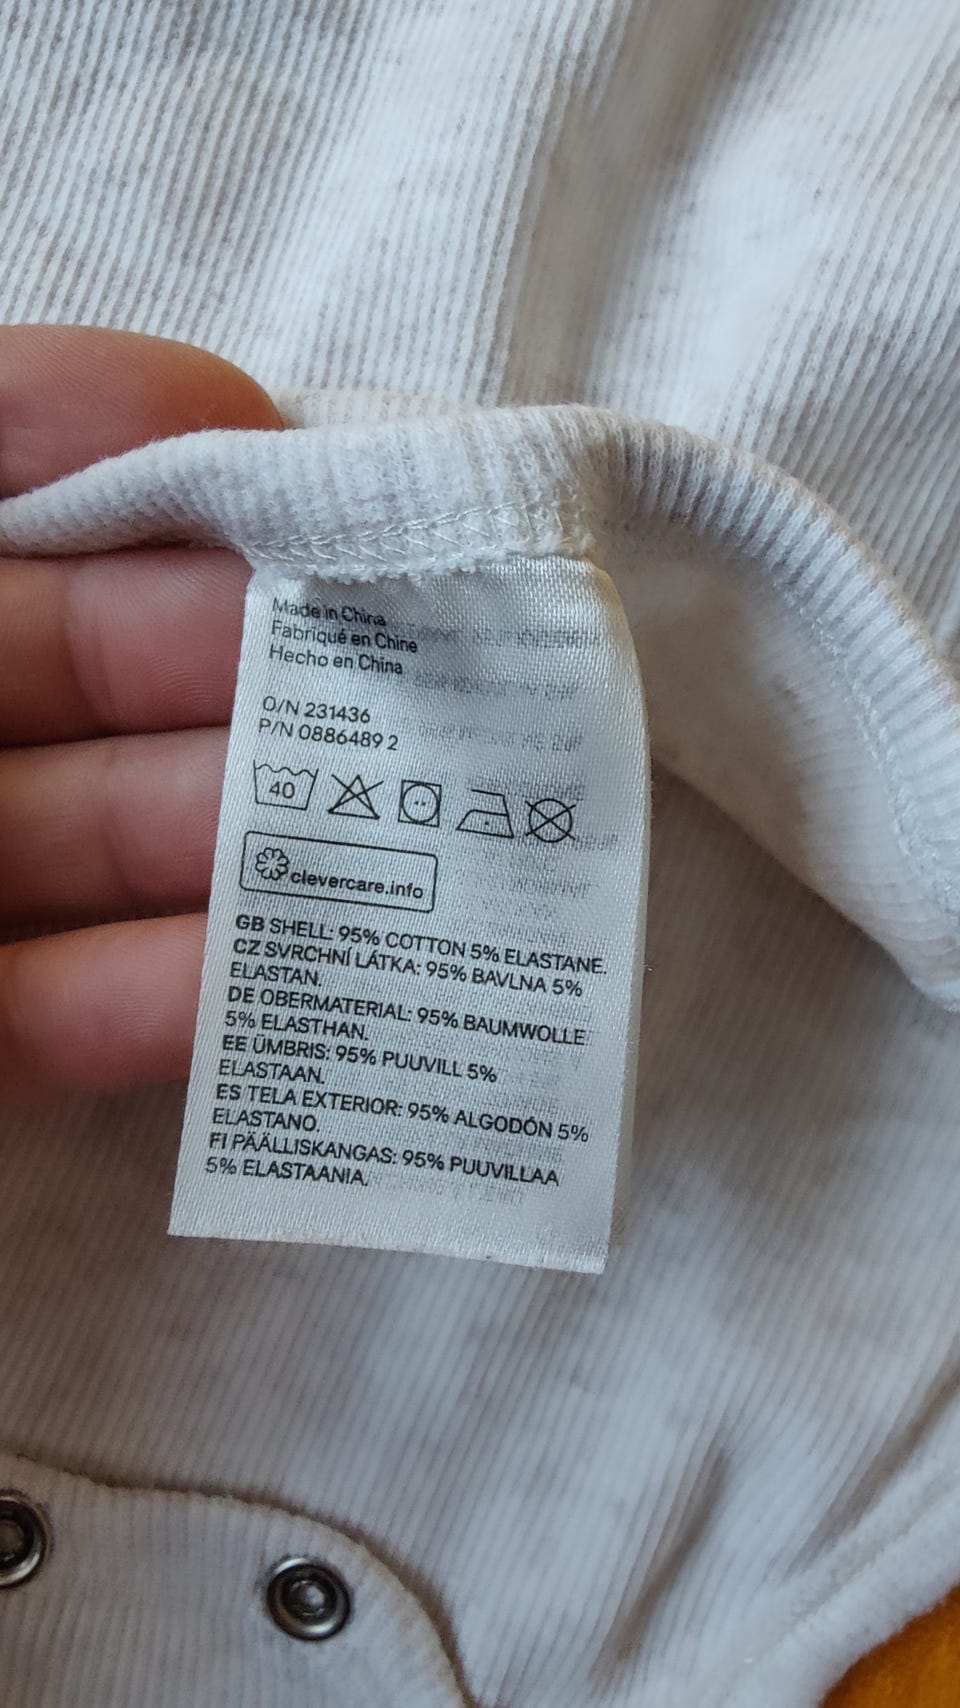 Made in China
Fabriqué en Chine
Hecho en China
O/N 231436
P/N 0886489 2
40
clevercare.info
GB SHELL: 95% COTTON 5% ELASTANE.
CZ SVRCHNÍ LÁTKA: 95% BAVLNA 5%
ELASTAN.
DE OBERMATERIAL: 95% BAUMWOLLE
5% ELASTHAN.
EE ÜMBRIS: 95% PUUVILL 5%
ELASTAAN.
ES TELA EXTERIOR: 95% ALGODÓN 5%
ELASTANO.
FI PÄÄLLISKANGAS: 95% PUUVILLAA
5% ELASTAANIA.